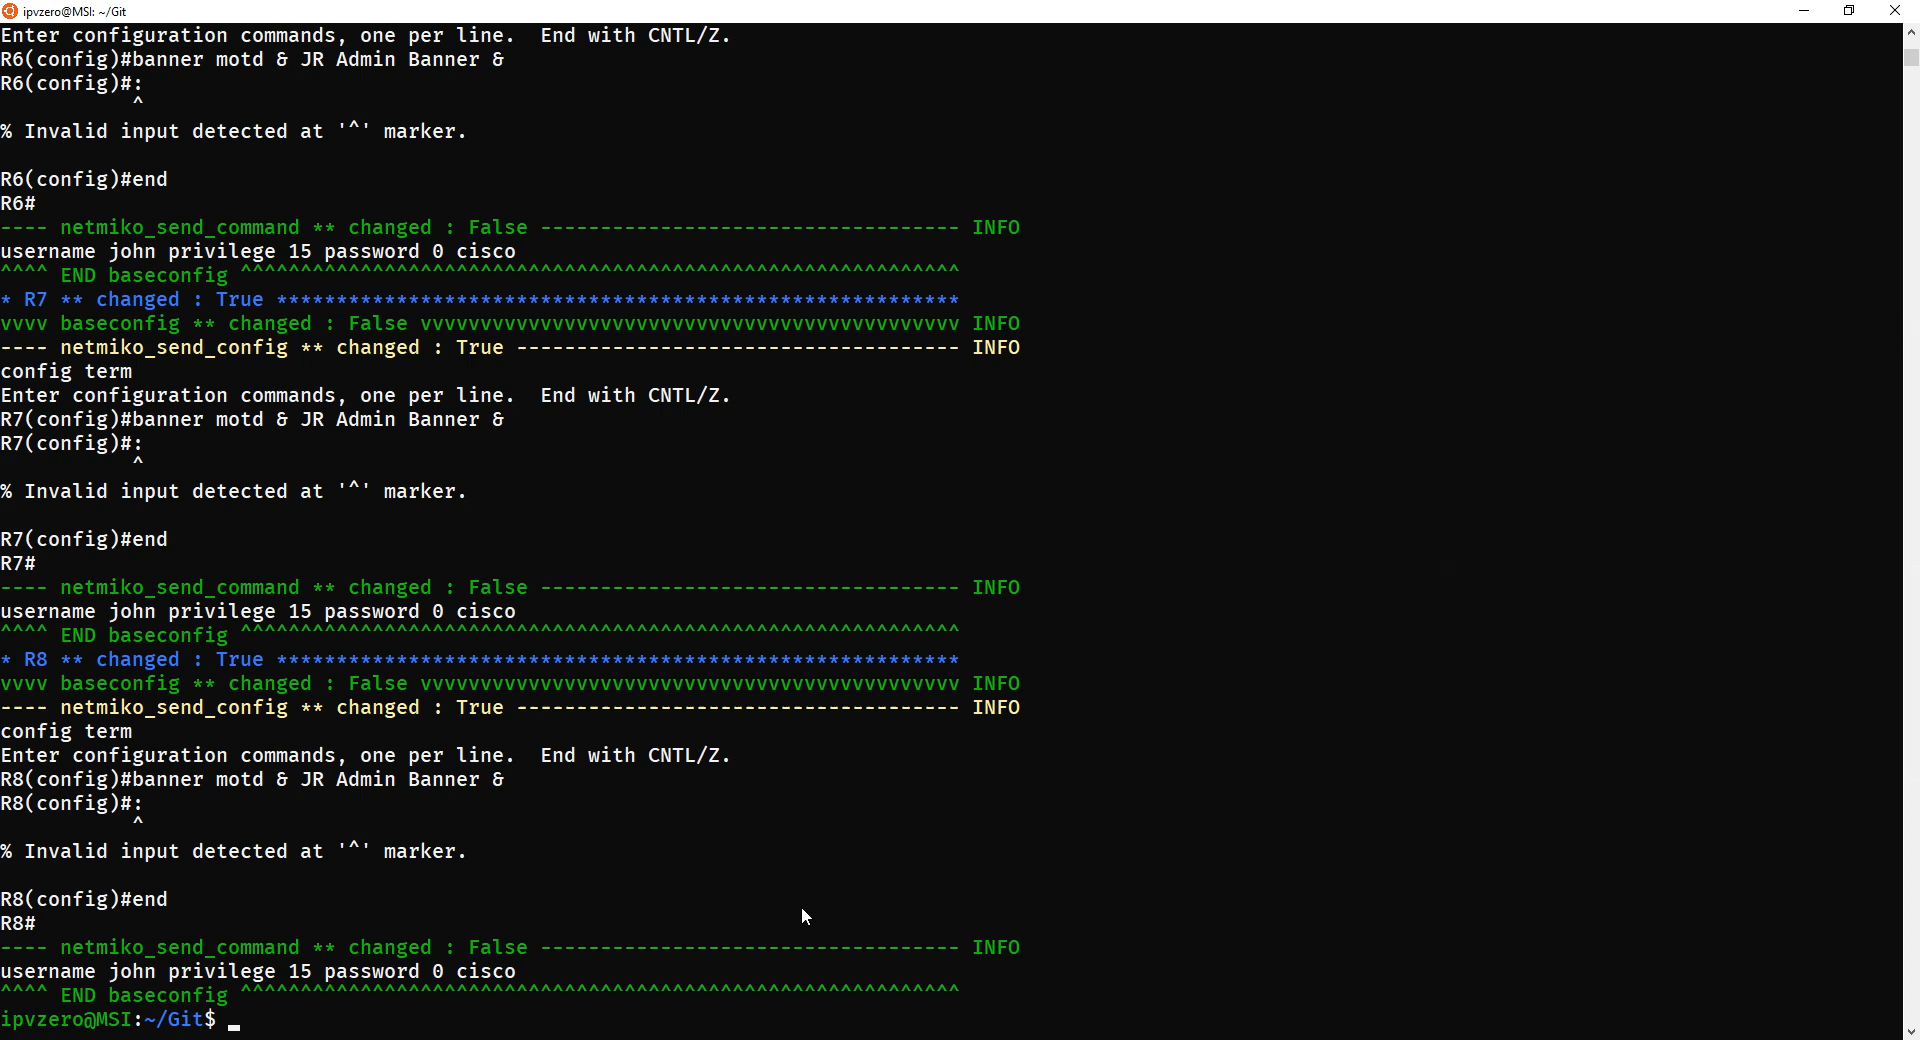 ipvzero@MSI: ~/Git
Enter configuration commands, one per line.  End with CNTL/Z.
R6(config)#banner motd & JR Admin Banner &
R6(config)#:
           ^
% Invalid input detected at '^' marker.
R6(config)#end
R6#
---- netmiko_send_command ** changed : False ----------------------------------- INFO
username john privilege 15 password 0 cisco
^^^^ END baseconfig ^^^^^^^^^^^^^^^^^^^^^^^^^^^^^^^^^^^^^^^^^^^^^^^^^^^^^^^^^^^^
* R7 ** changed : True *********************************************************
vvvv baseconfig ** changed : False vvvvvvvvvvvvvvvvvvvvvvvvvvvvvvvvvvvvvvvvvvvvv INFO
---- netmiko_send_config ** changed : True ------------------------------------- INFO
config term
Enter configuration commands, one per line.  End with CNTL/Z.
R7(config)#banner motd & JR Admin Banner &
R7(config)#:
           ^
% Invalid input detected at '^' marker.
R7(config)#end
R7#
---- netmiko_send_command ** changed : False ----------------------------------- INFO
username john privilege 15 password 0 cisco
^^^^ END baseconfig ^^^^^^^^^^^^^^^^^^^^^^^^^^^^^^^^^^^^^^^^^^^^^^^^^^^^^^^^^^^^
* R8 ** changed : True *********************************************************
vvvv baseconfig ** changed : False vvvvvvvvvvvvvvvvvvvvvvvvvvvvvvvvvvvvvvvvvvvvv INFO
---- netmiko_send_config ** changed : True ------------------------------------- INFO
config term
Enter configuration commands, one per line.  End with CNTL/Z.
R8(config)#banner motd & JR Admin Banner &
R8(config)#:
           ^
% Invalid input detected at '^' marker.
R8(config)#end
R8#
---- netmiko_send_command ** changed : False ----------------------------------- INFO
username john privilege 15 password 0 cisco
^^^^ END baseconfig ^^^^^^^^^^^^^^^^^^^^^^^^^^^^^^^^^^^^^^^^^^^^^^^^^^^^^^^^^^^^
ipvzero@MSI:~/Git$ _